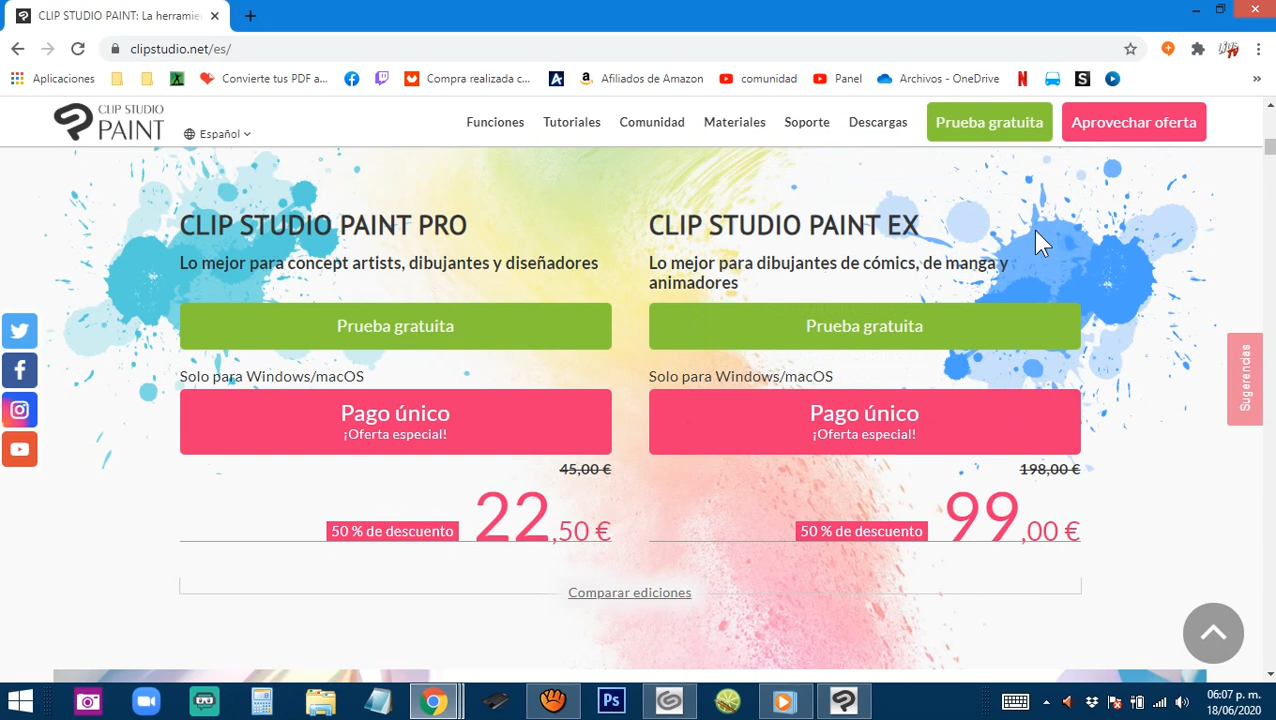 CLIP STUDIO PAINT: La herramie
clipstudio.net/es/
Aplicaciones
Convierte tus PDF a...
Compra realizada c...
Afiliados de Amazon
comunidad
Panel
Archivos - OneDrive
»
CLIP STUDIO
PAINT
Español
Funciones
Tutoriales
Comunidad
Materiales
Soporte
Descargas
Prueba gratuita
Aprovechar oferta
CLIP STUDIO PAINT PRO
Lo mejor para concept artists, dibujantes y diseñadores
Prueba gratuita
Solo para Windows/macOS
Pago único
¡Oferta especial!
45,00 €
50 % de descuento 22,50 €
CLIP STUDIO PAINT EX
Lo mejor para dibujantes de cómics, de manga y
animadores
Prueba gratuita
Solo para Windows/macOS
Pago único
¡Oferta especial!
198,00 €
50 % de descuento 99,00 €
Comparar ediciones
Sugerencias
Ps
06:07 p. m.
18/06/2020